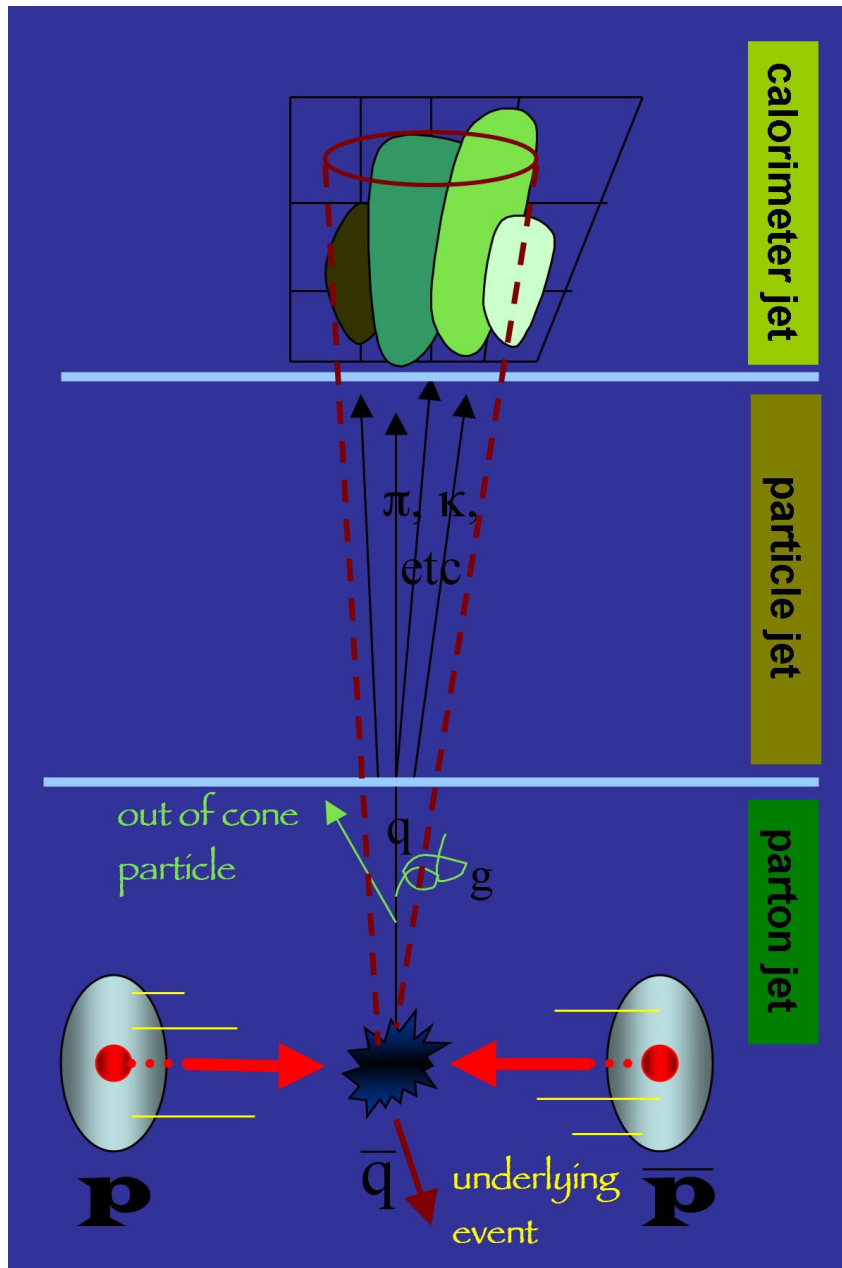 calorimeter jet
π, κ,
etc
particle jet
out of cone
particle
q
g
parton jet
p
q̅
underlying
event
p̅